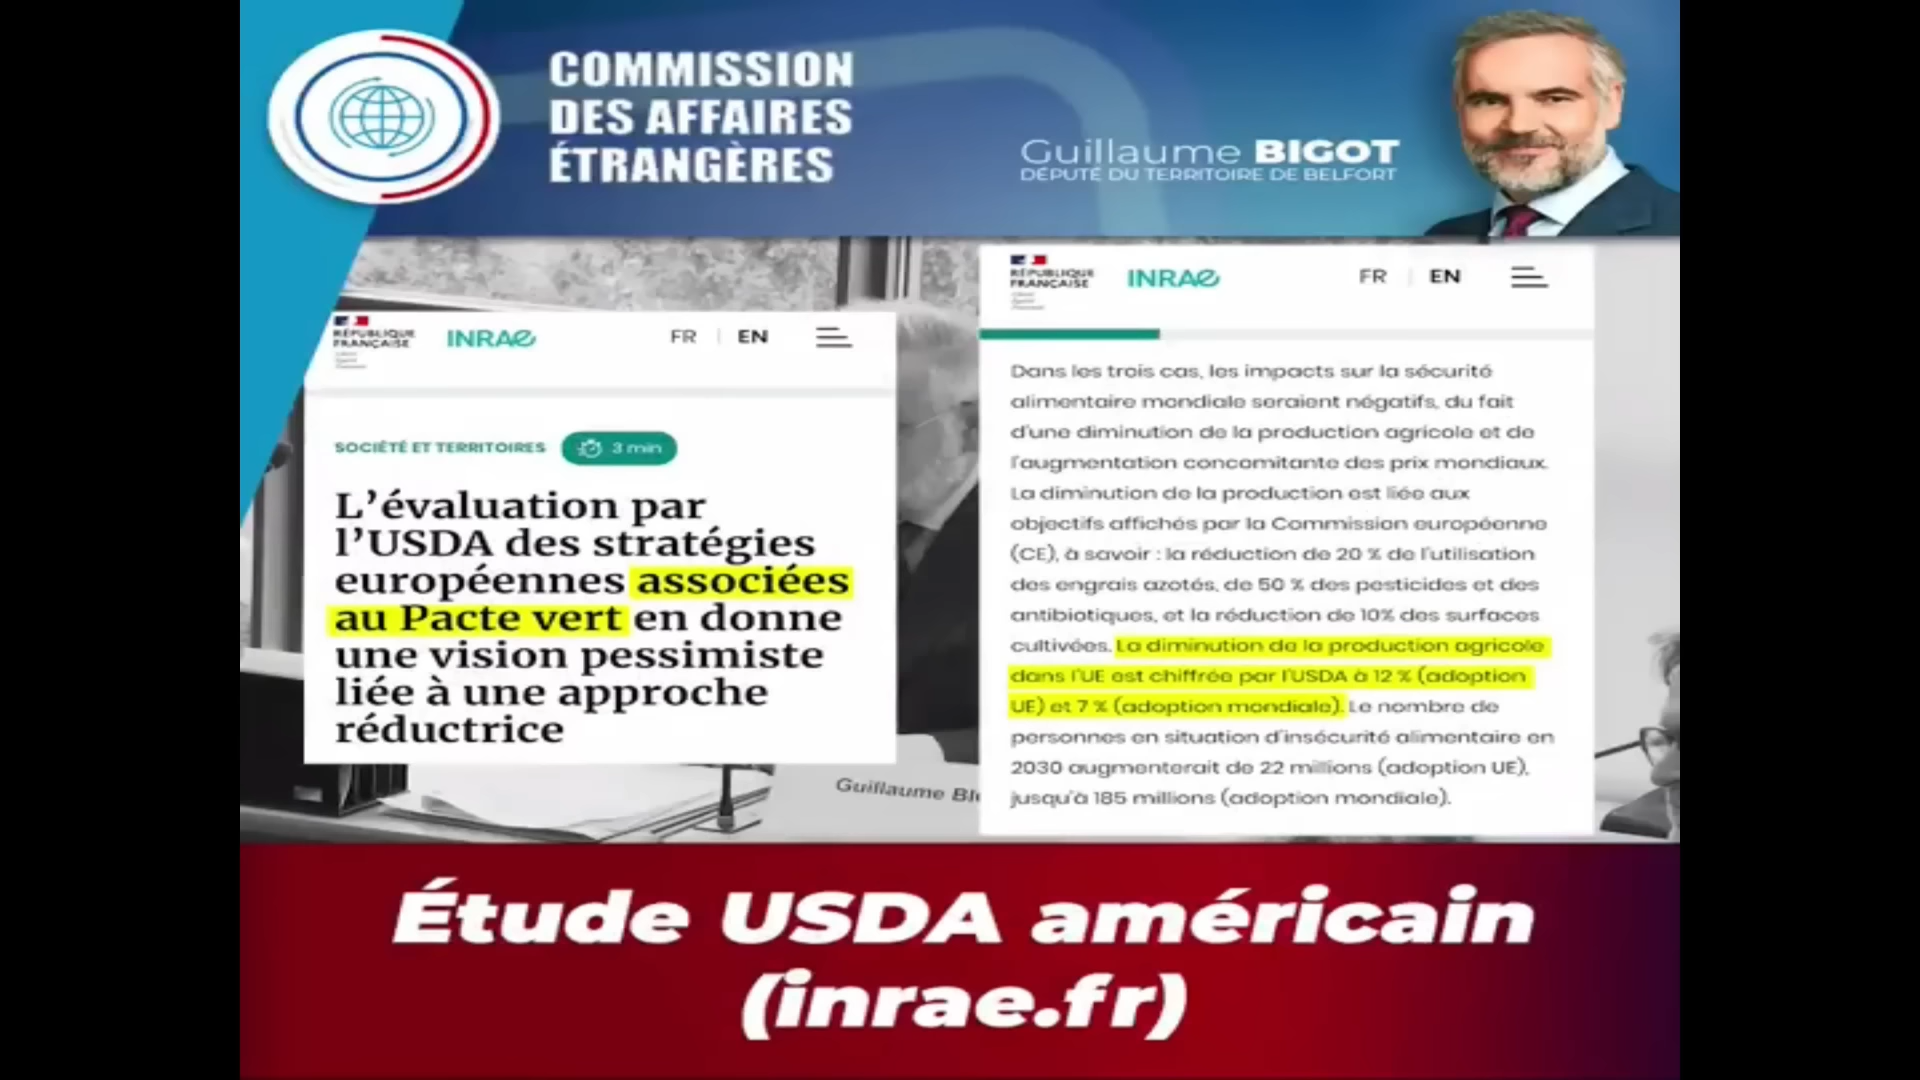 COMMISSION
DES AFFAIRES
ÉTRANGÈRES
Guillaume BIGOT
DÉPUTÉ DU TERRITOIRE DE BELFORT
RÉPUBLIQUE
FRANÇAISE
INRAE
FR
EN
SOCIÉTÉ ET TERRITOIRES
3 min
L'évaluation par
l'USDA des stratégies
européennes associées
au Pacte vert en donne
une vision pessimiste
liée à une approche
réductrice
RÉPUBLIQUE
FRANÇAISE
INRAE
FR
EN
Dans les trois cas, les impacts sur la sécurité
alimentaire mondiale seraient négatifs, du fait
d'une diminution de la production agricole et de
l'augmentation concomitante des prix mondiaux.
La diminution de la production est liée aux
objectifs affichés par la Commission européenne
(CE), à savoir : la réduction de 20 % de l'utilisation
des engrais azotés, de 50 % des pesticides et des
antibiotiques, et la réduction de 10% des surfaces
cultivées. La diminution de la production agricole
dans l'UE est chiffrée par l'USDA à 12 % (adoption
UE) et 7 % (adoption mondiale). Le nombre de
personnes en situation d'insécurité alimentaire en
2030 augmenterait de 22 millions (adoption UE),
jusqu'à 185 millions (adoption mondiale).
Guillaume
Étude USDA américain
(inrae.fr)